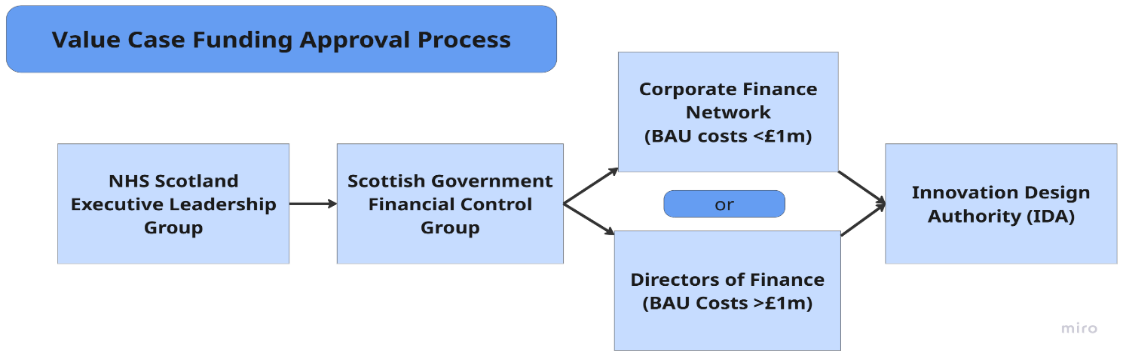 Value Case Funding Approval Process
NHS Scotland
Executive Leadership
Group
Scottish Government
Financial Control
Group
Corporate Finance
Network
(BAU costs <£1m)
or
Directors of Finance
(BAU Costs >£1m)
Innovation Design
Authority (IDA)
miro